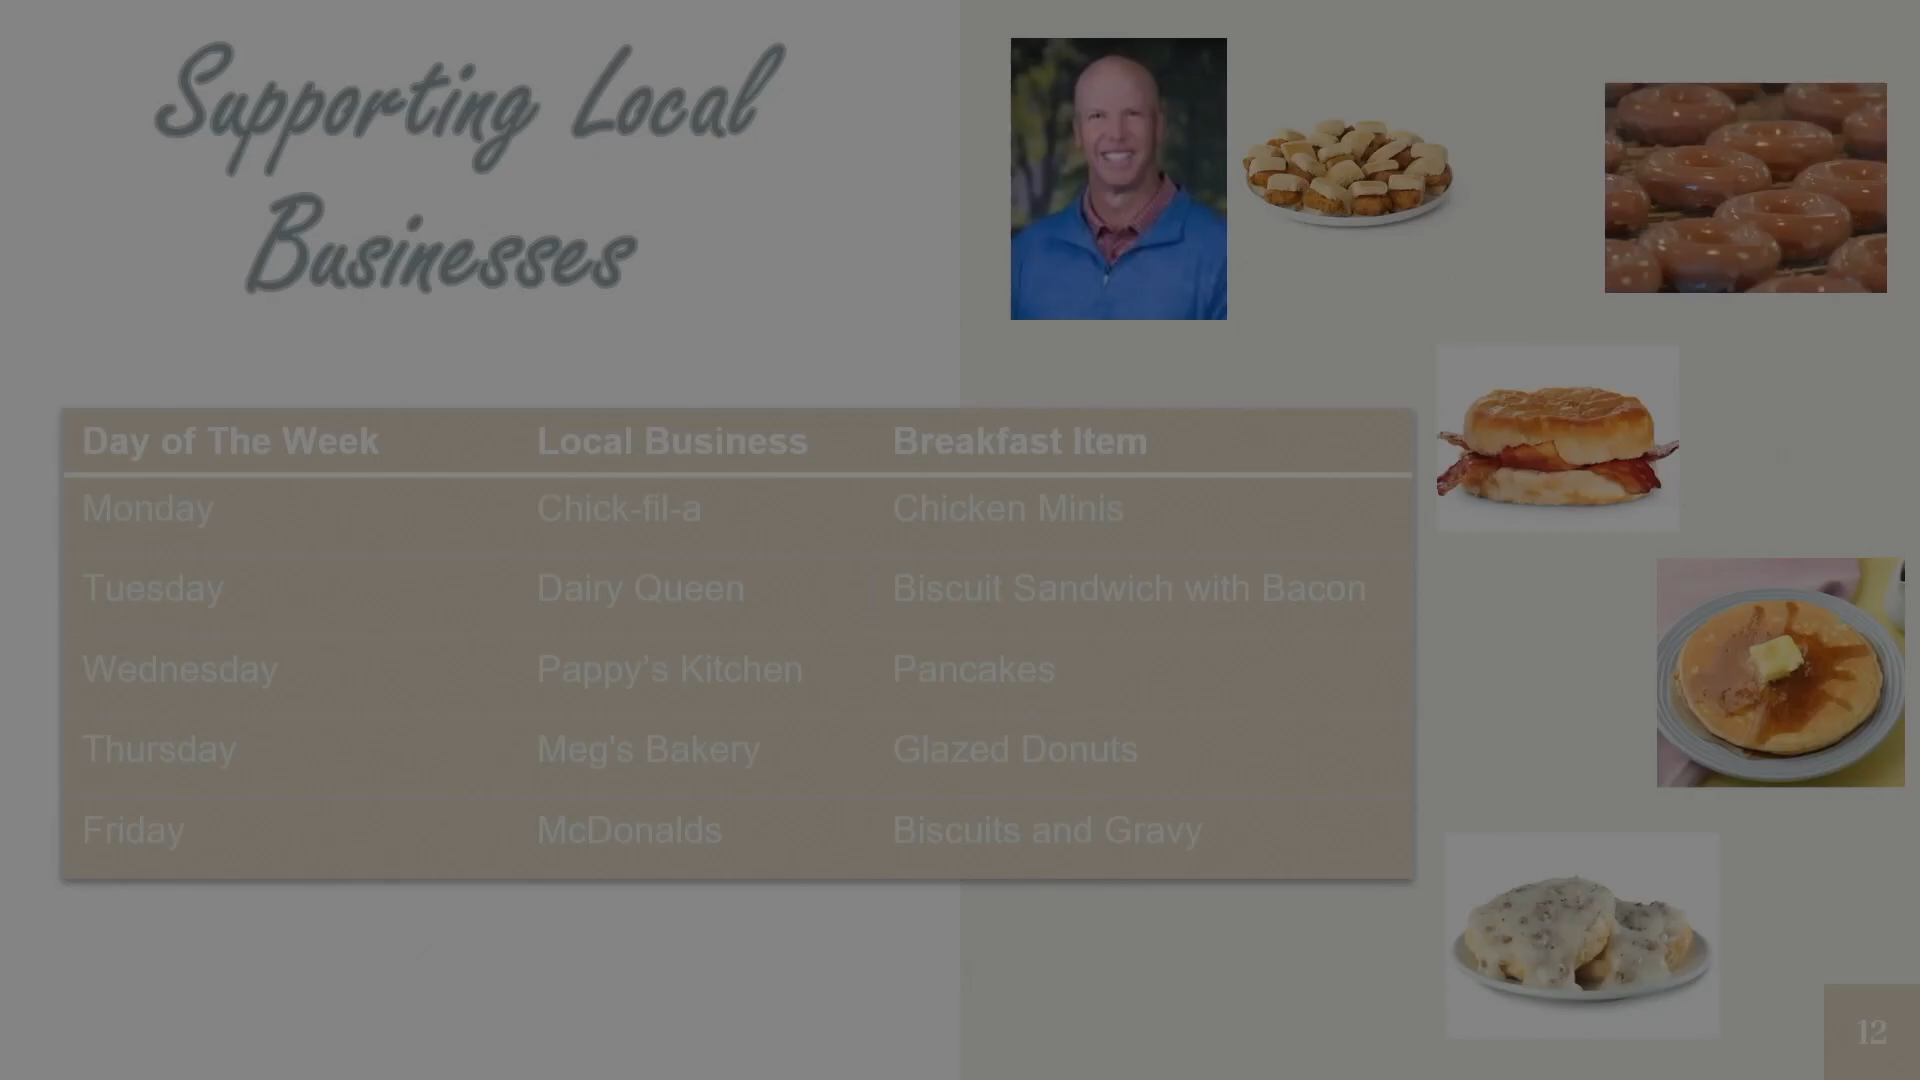 Supporting Local
Businesses
Day of The Week Local Business Breakfast Item
Monday Chick-fil-a Chicken Minis
Tuesday Dairy Queen Biscuit Sandwich with Bacon
Wednesday Pappy’s Kitchen Pancakes
Thursday Meg's Bakery Glazed Donuts
Friday McDonalds Biscuits and Gravy
12